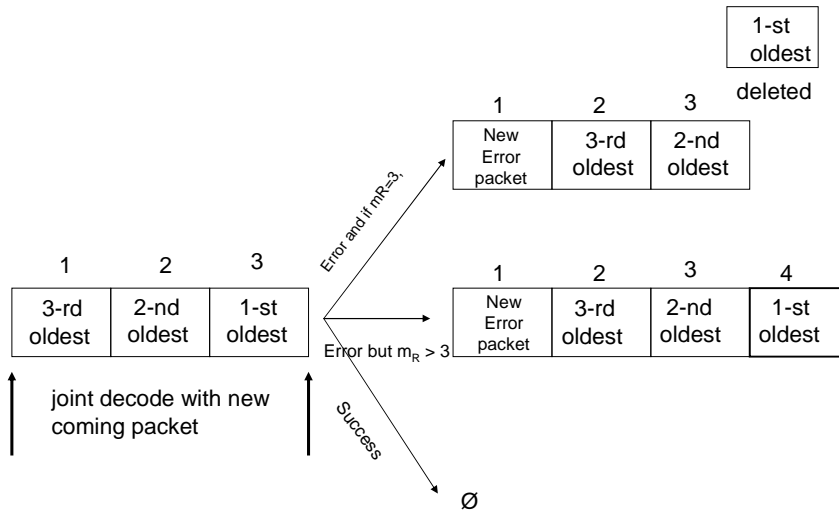 1-st
oldest
deleted
1 2 3
New
Error
packet
3-rd
oldest
2-nd
oldest
Error and if mR=3,
1 2 3
3-rd
oldest
2-nd
oldest
1-st
oldest
1 2 3 4
New
Error
packet
3-rd
oldest
2-nd
oldest
1-st
oldest
Error but mR > 3
joint decode with new
coming packet
Success
Ø